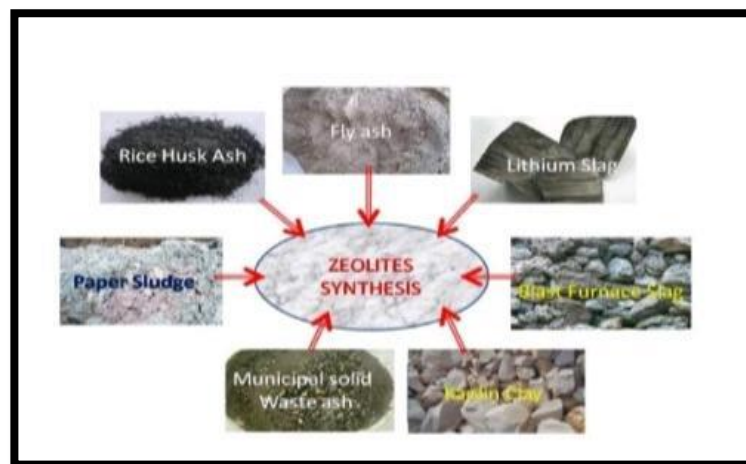 Fly ash
Rice Husk Ash
Lithium Slag
ZEOLITES
SYNTHESIS
Paper Sludge
Blast Furnace Slag
Municipal solid
Waste ash
Kaolin Clay